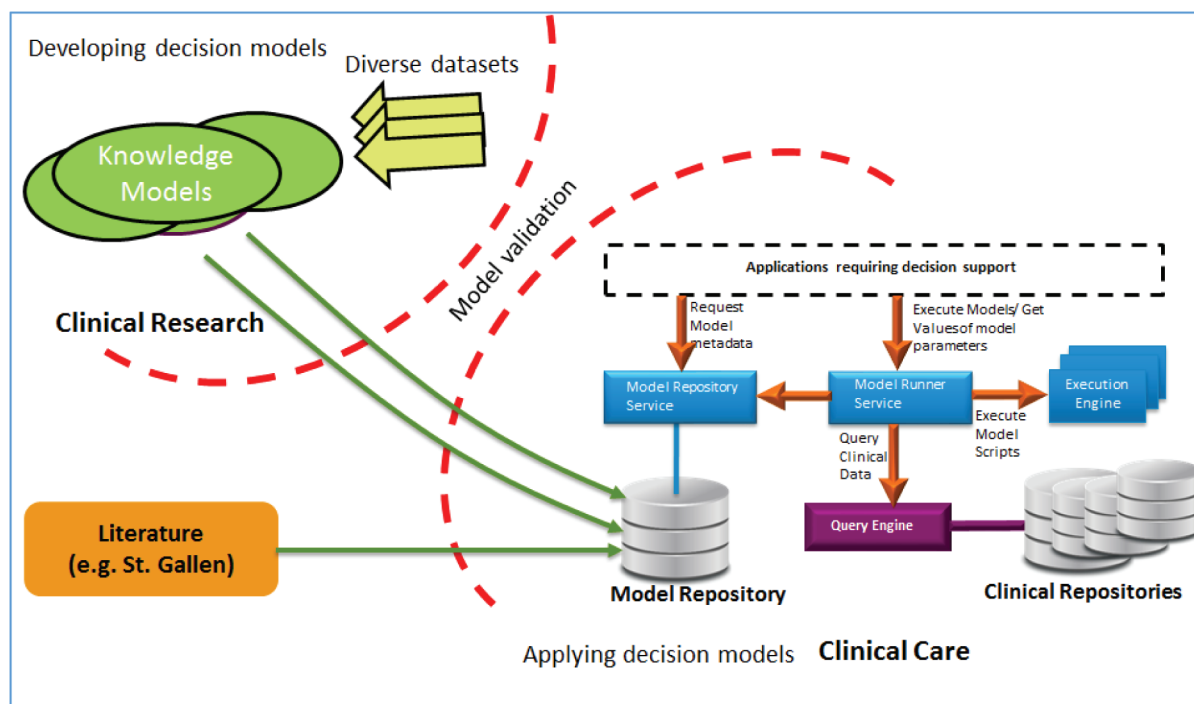 Developing decision models
Diverse datasets
Knowledge
Models
Model validation
Clinical Research
Applications requiring decision support
Request
Model
metadata
Execute Models/ Get
Valuesof model
parameters
Model Repository
Service
Model Runner
Service
Execution
Engine
Execute
Model
Scripts
Query
Clinical
Data
Query Engine
Literature
(e.g. St. Gallen)
Model Repository
Clinical Repositories
Applying decision models Clinical Care